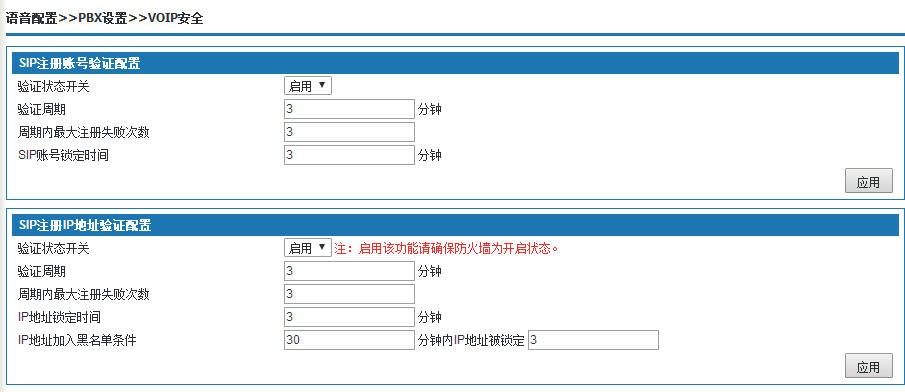 语音配置>>PBX设置>>VOIP安全
SIP注册账号验证配置
验证状态开关 启用
验证周期 3 分钟
周期内最大注册失败次数 3
SIP账号锁定时间 3 分钟
应用
SIP注册IP地址验证配置
验证状态开关 启用 注：启用该功能请确保防火墙为开启状态。
验证周期 3 分钟
周期内最大注册失败次数 3
IP地址锁定时间 3 分钟
IP地址加入黑名单条件 30 分钟内IP地址被锁定 3
应用